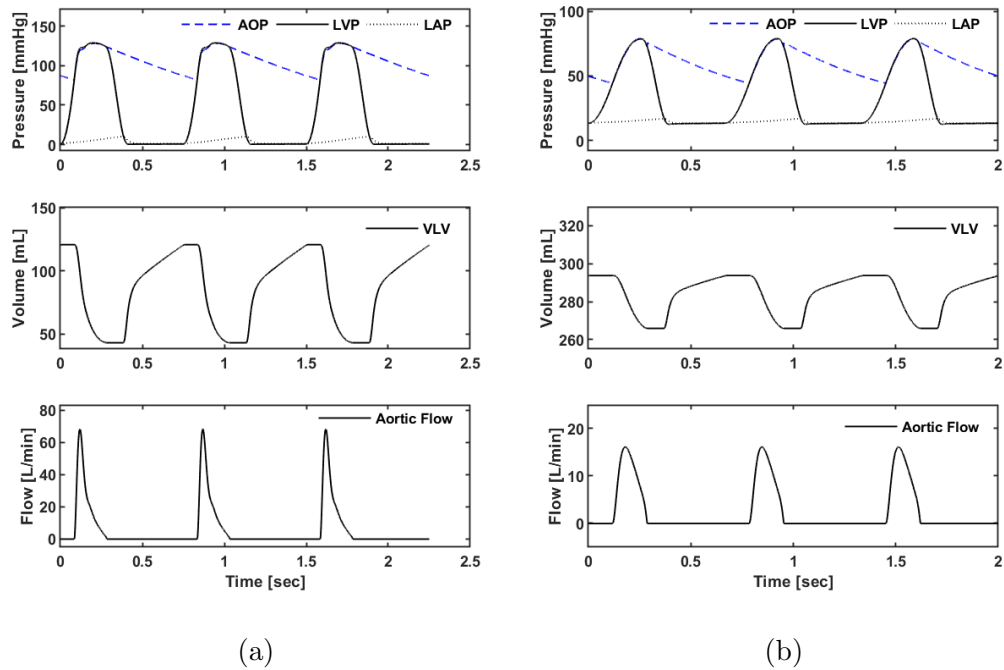 AOP LVP LAP
Pressure [mmHg]
150
100
50
0
0 0.5 1 1.5 2 2.5
VLV
Volume [mL]
150
100
50
0 0.5 1 1.5 2 2.5
Aortic Flow
Flow [L/min]
80
60
40
20
0
0 0.5 1 1.5 2 2.5
Time [sec]
(a)
AOP LVP LAP
Pressure [mmHg]
100
50
0
0 0.5 1 1.5 2
VLV
Volume [mL]
320
300
280
260
0 0.5 1 1.5 2
Aortic Flow
Flow [L/min]
20
10
0
0 0.5 1 1.5 2
Time [sec]
(b)